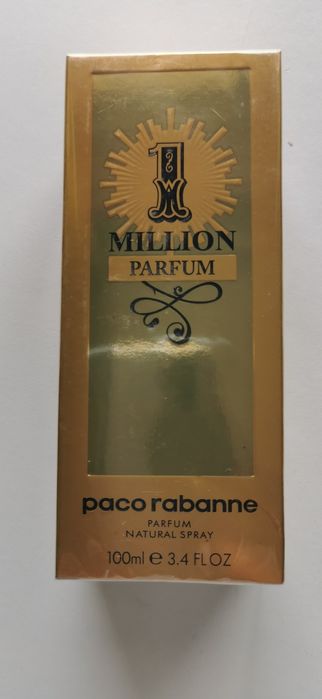 1
MILLION
PARFUM
paco rabanne
PARFUM
NATURAL SPRAY
100ml e 3.4 FL OZ